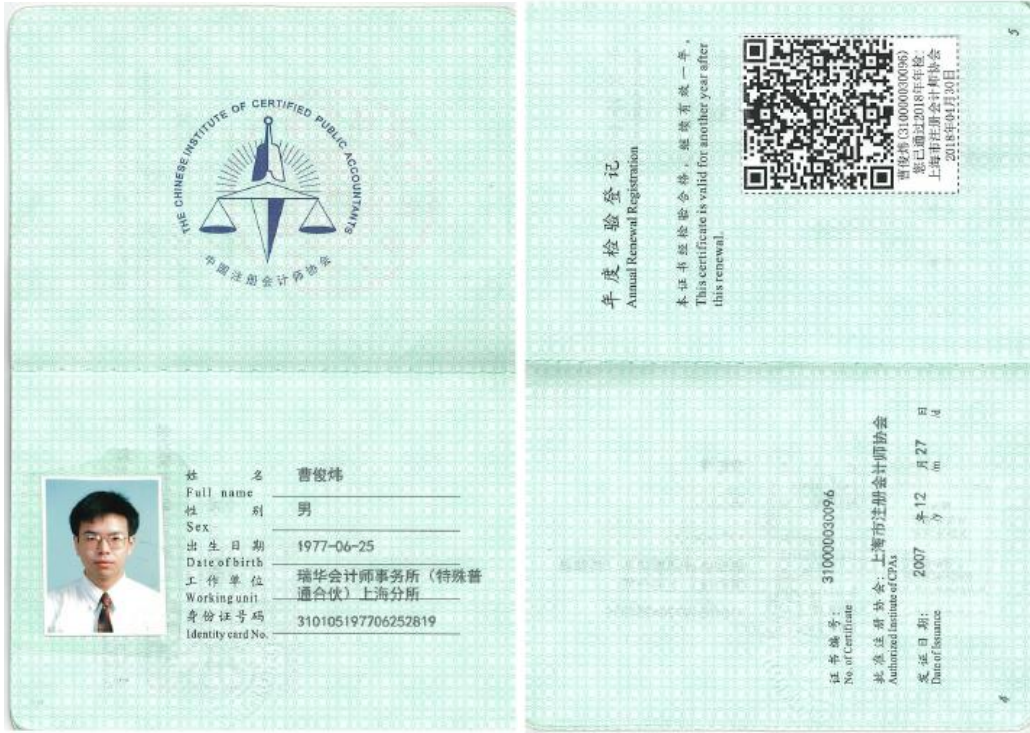 THE CHINESE INSTITUTE OF CERTIFIED PUBLIC ACCOUNTANTS
中国注册会计师协会
姓 名 曹俊炜
Full name
性 别 男
Sex
出生日期 1977-06-25
Date of birth
工作单位 瑞华会计师事务所（特殊普
Working unit 通合伙）上海分所
身份证号码 310105197706252819
Identity card No.
年度检验登记
Annual Renewal Registration
本证书经检验合格，继续有效一年。
This certificate is valid for another year after
this renewal.
曹俊炜(310000030096)
您已通过2018年年检
上海市注册会计师协会
2018年04月30日
5
证书编号： 310000030096
No. of Certificate
批准注册协会：上海市注册会计师协会
Authorized Institute of CPAs
发证日期： 2007 年 12 月 27 日
Date of Issuance /y /m /d
4